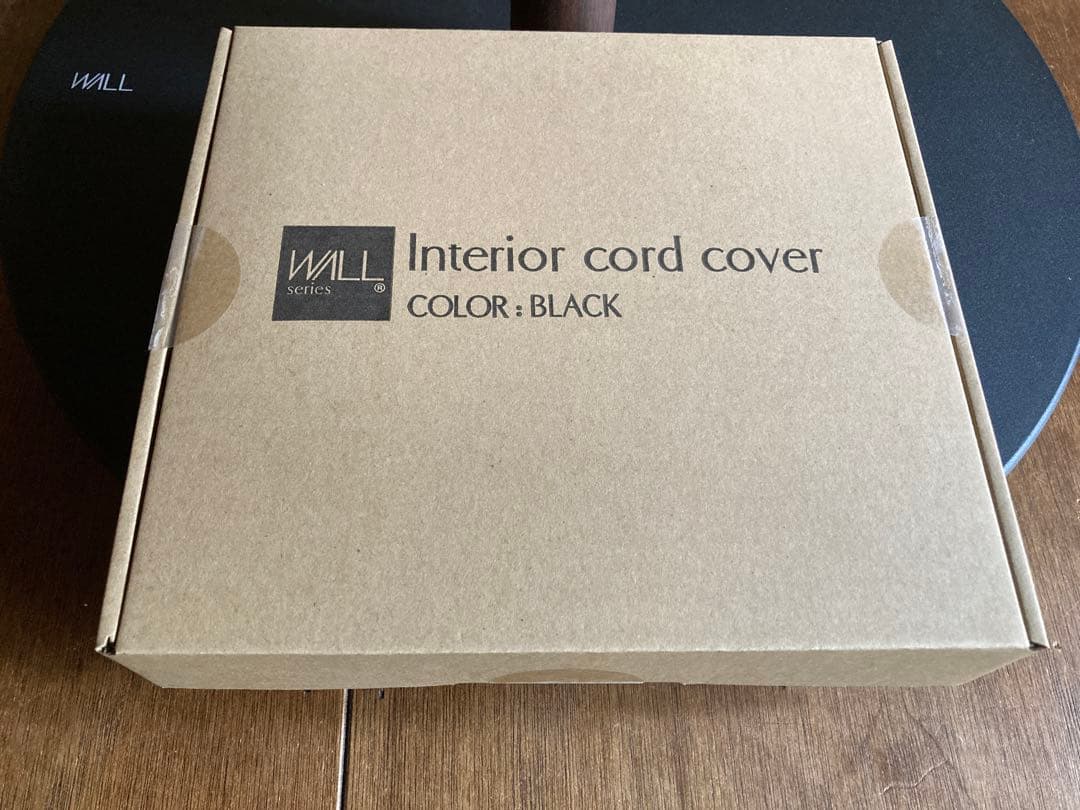 WALL
WALL
series ®
Interior cord cover
COLOR : BLACK